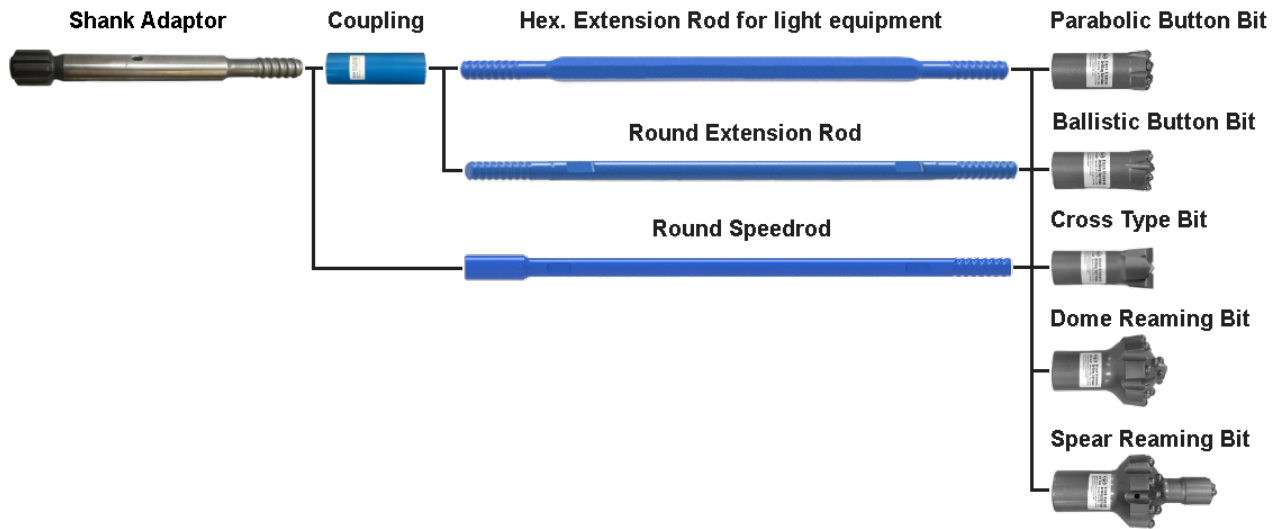 Shank Adaptor
Coupling
Hex. Extension Rod for light equipment
Parabolic Button Bit
Round Extension Rod
Ballistic Button Bit
Round Speedrod
Cross Type Bit
Dome Reaming Bit
Spear Reaming Bit